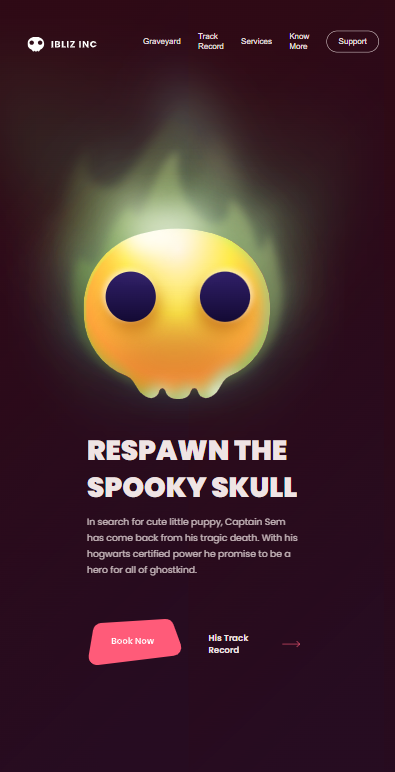 IBLIZ INC
Graveyard
Track
Record
Services
Know
More
Support
RESPAWN THE
SPOOKY SKULL
In search for cute little puppy, Captain Sem
has come back from his tragic death. With his
hogwarts certified power he promise to be a
hero for all of ghostkind.
Book Now
His Track
Record